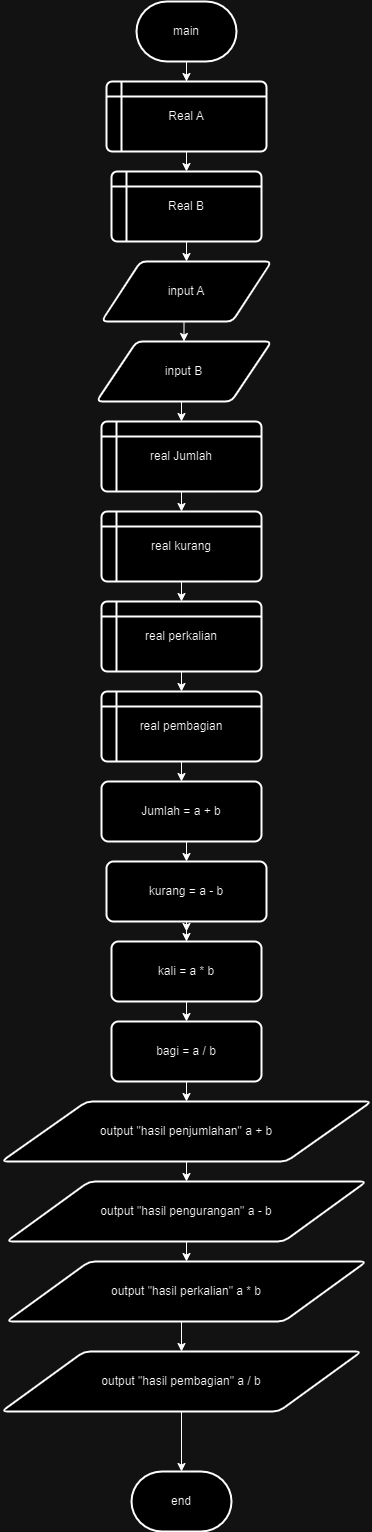 main
Real A
Real B
input A
input B
real Jumlah
real kurang
real perkalian
real pembagian
Jumlah = a + b
kurang = a - b
kali = a * b
bagi = a / b
output "hasil penjumlahan" a + b
output "hasil pengurangan" a - b
output "hasil perkalian" a * b
output "hasil pembagian" a / b
end